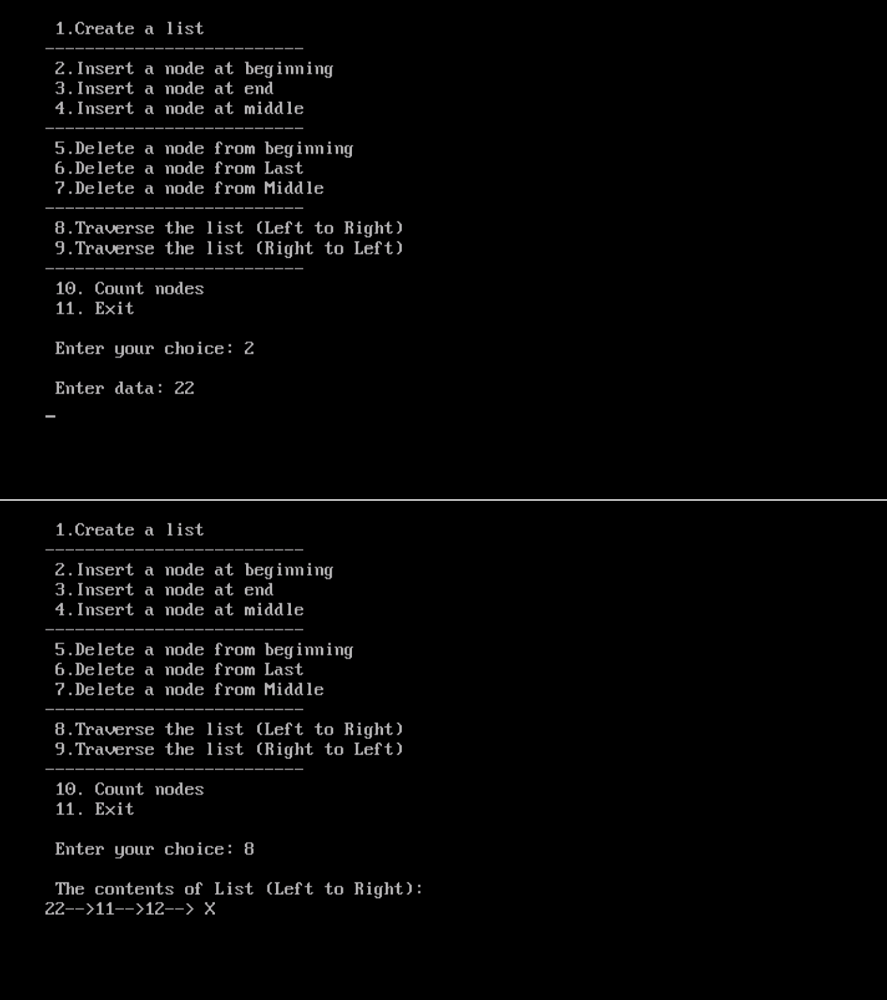 1.Create a list
--------------------------
2.Insert a node at beginning
3.Insert a node at end
4.Insert a node at middle
--------------------------
5.Delete a node from beginning
6.Delete a node from Last
7.Delete a node from Middle
--------------------------
8.Traverse the list (Left to Right)
9.Traverse the list (Right to Left)
--------------------------
10. Count nodes
11. Exit
Enter your choice: 2
Enter data: 22
_
1.Create a list
--------------------------
2.Insert a node at beginning
3.Insert a node at end
4.Insert a node at middle
--------------------------
5.Delete a node from beginning
6.Delete a node from Last
7.Delete a node from Middle
--------------------------
8.Traverse the list (Left to Right)
9.Traverse the list (Right to Left)
--------------------------
10. Count nodes
11. Exit
Enter your choice: 8
The contents of List (Left to Right):
22-->11-->12--> X